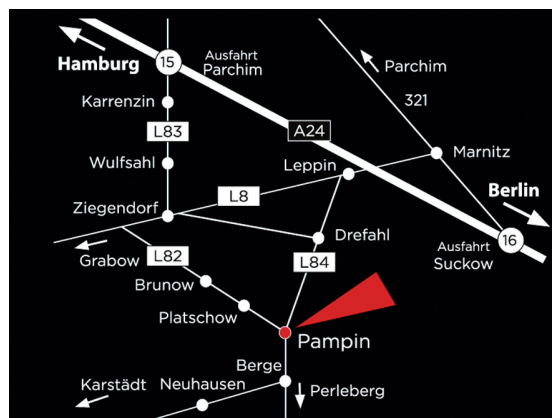 Hamburg
15
Ausfahrt
Parchim
Parchim
Karrenzin
321
L83
A24
Wulfsahl
Leppin
Marnitz
Ziegendorf
L8
Berlin
Grabow
L82
Drefahl
16
Ausfahrt
Suckow
L84
Brunow
Platschow
Pampin
Berge
Karstädt
Neuhausen
Perleberg